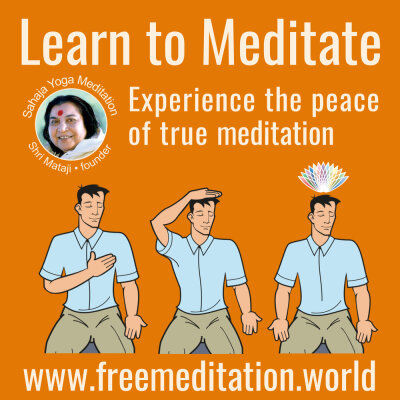 Learn to Meditate
Sahaja Yoga Meditation
Shri Mataji • founder
Experience the peace
of true meditation
www.freemeditation.world